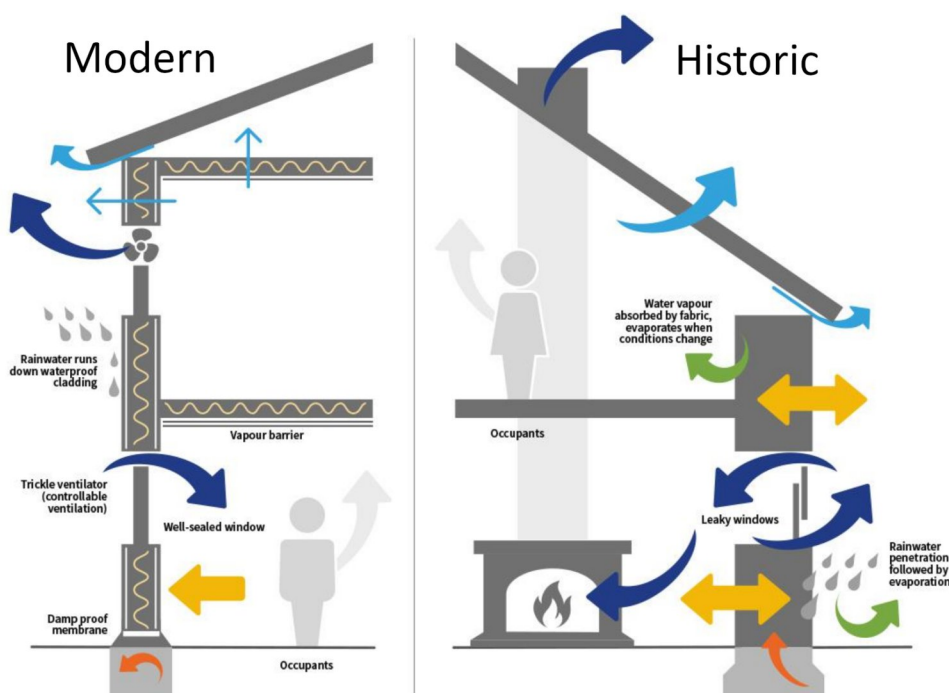 Modern
Rainwater runs
down waterproof
cladding
Vapour barrier
Trickle ventilator
(controllable
ventilation)
Well-sealed window
Damp proof
membrane
Occupants
Historic
Water vapour
absorbed by fabric,
evaporates when
conditions change
Occupants
Leaky windows
Rainwater
penetration
followed by
evaporation